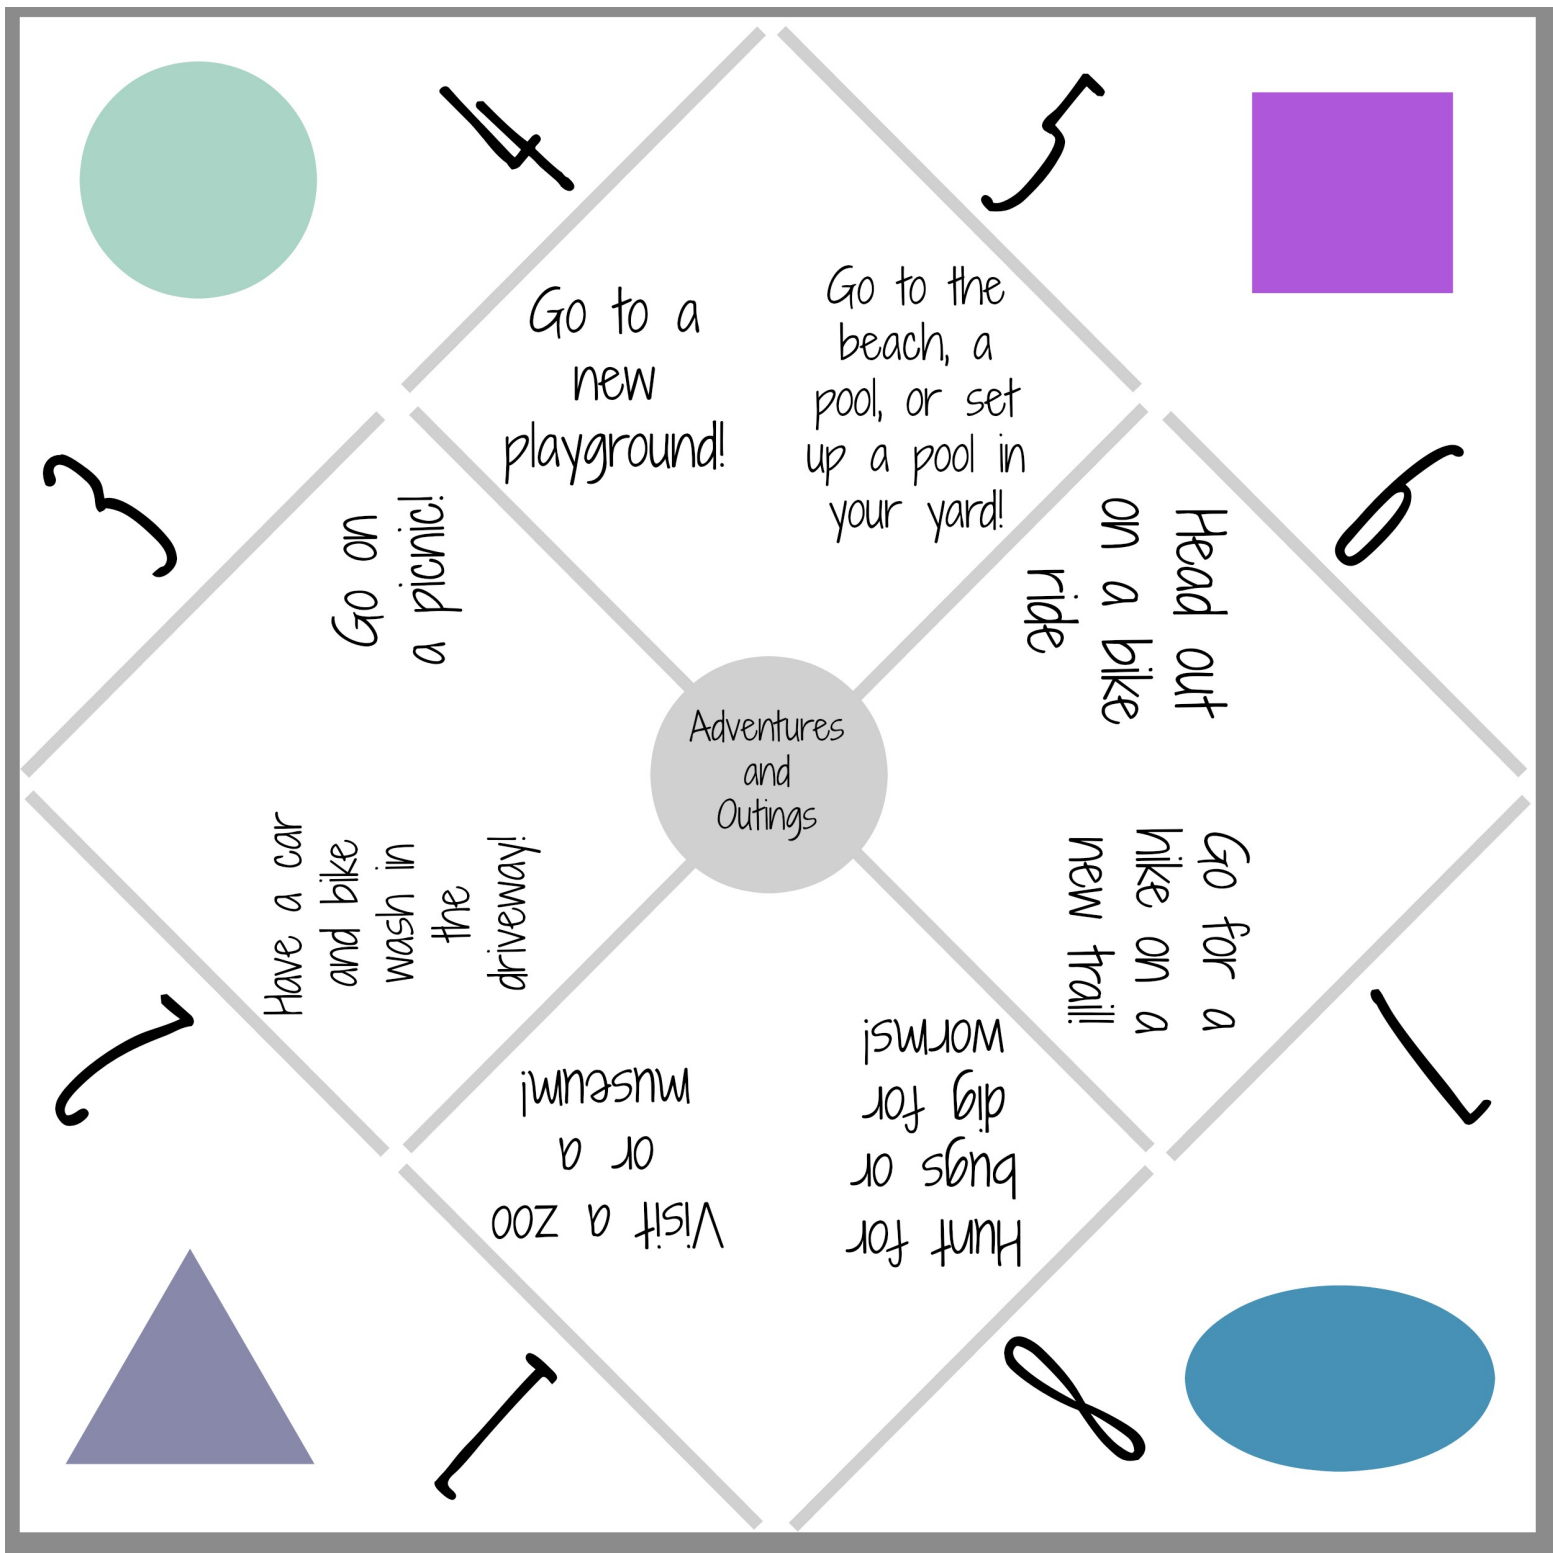 4
5
Go to a
new
playground!
Go to the
beach, a
pool, or set
up a pool in
your yard!
3
6
Go on
a picnic!
Head out
on a bike
ride
Adventures
and
Outings
Have a car
and bike
wash in
the
driveway!
Go for a
hike on a
new trail!
2
7
Visit a zoo
or a
museum!
Hunt for
bugs or
dig for
worms!
1
8